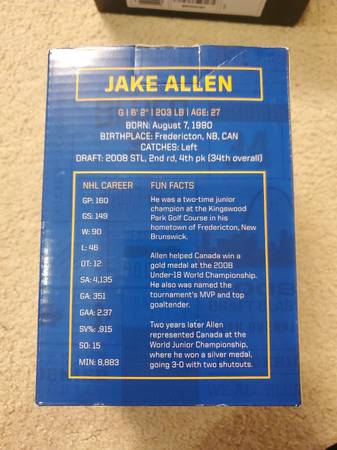 JAKE ALLEN
G | 6' 2" | 203 LB | AGE: 27
BORN: August 7, 1990
BIRTHPLACE: Fredericton, NB, CAN
CATCHES: Left
DRAFT: 2008 STL, 2nd rd, 4th pk (34th overall)
NHL CAREER
GP: 160
GS: 149
W: 90
L: 46
OT: 12
SA: 4,135
GA: 351
GAA: 2.37
SV%: .915
SO: 15
MIN: 8,883
FUN FACTS
He was a two-time junior
champion at the Kingswood
Park Golf Course in his
hometown of Fredericton, New
Brunswick.
Allen helped Canada win a
gold medal at the 2008
Under-18 World Championship.
He also was named the
tournament's MVP and top
goaltender.
Two years later Allen
represented Canada at the
World Junior Championship,
where he won a silver medal,
going 3-0 with two shutouts.